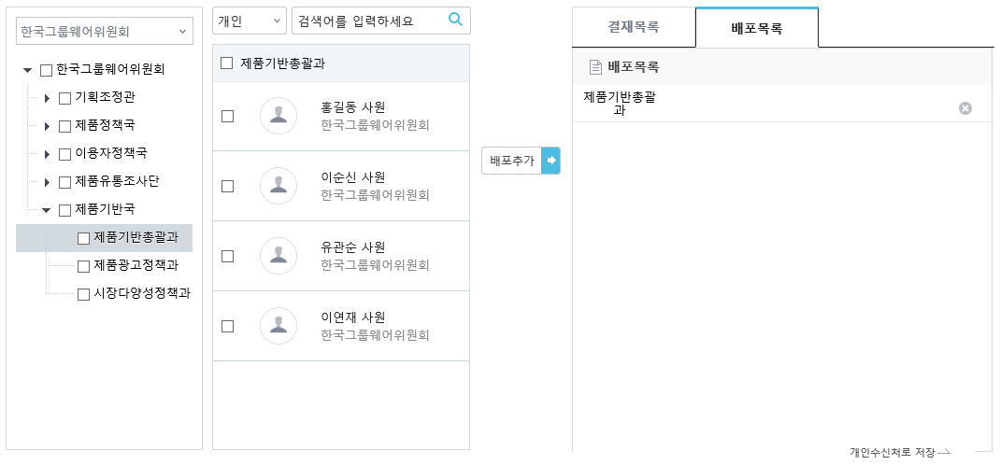 한국그룹웨어위원회
한국그룹웨어위원회
기획조정관
제품정책국
이용자정책국
제품유통조사단
제품기반국
제품기반총괄과
제품광고정책과
시장다양성정책과
개인
검색어를 입력하세요
제품기반총괄과
홍길동 사원
한국그룹웨어위원회
이순신 사원
한국그룹웨어위원회
유관순 사원
한국그룹웨어위원회
이연재 사원
한국그룹웨어위원회
배포추가
결재목록
배포목록
배포목록
제품기반총괄
과
개인수신처로 저장